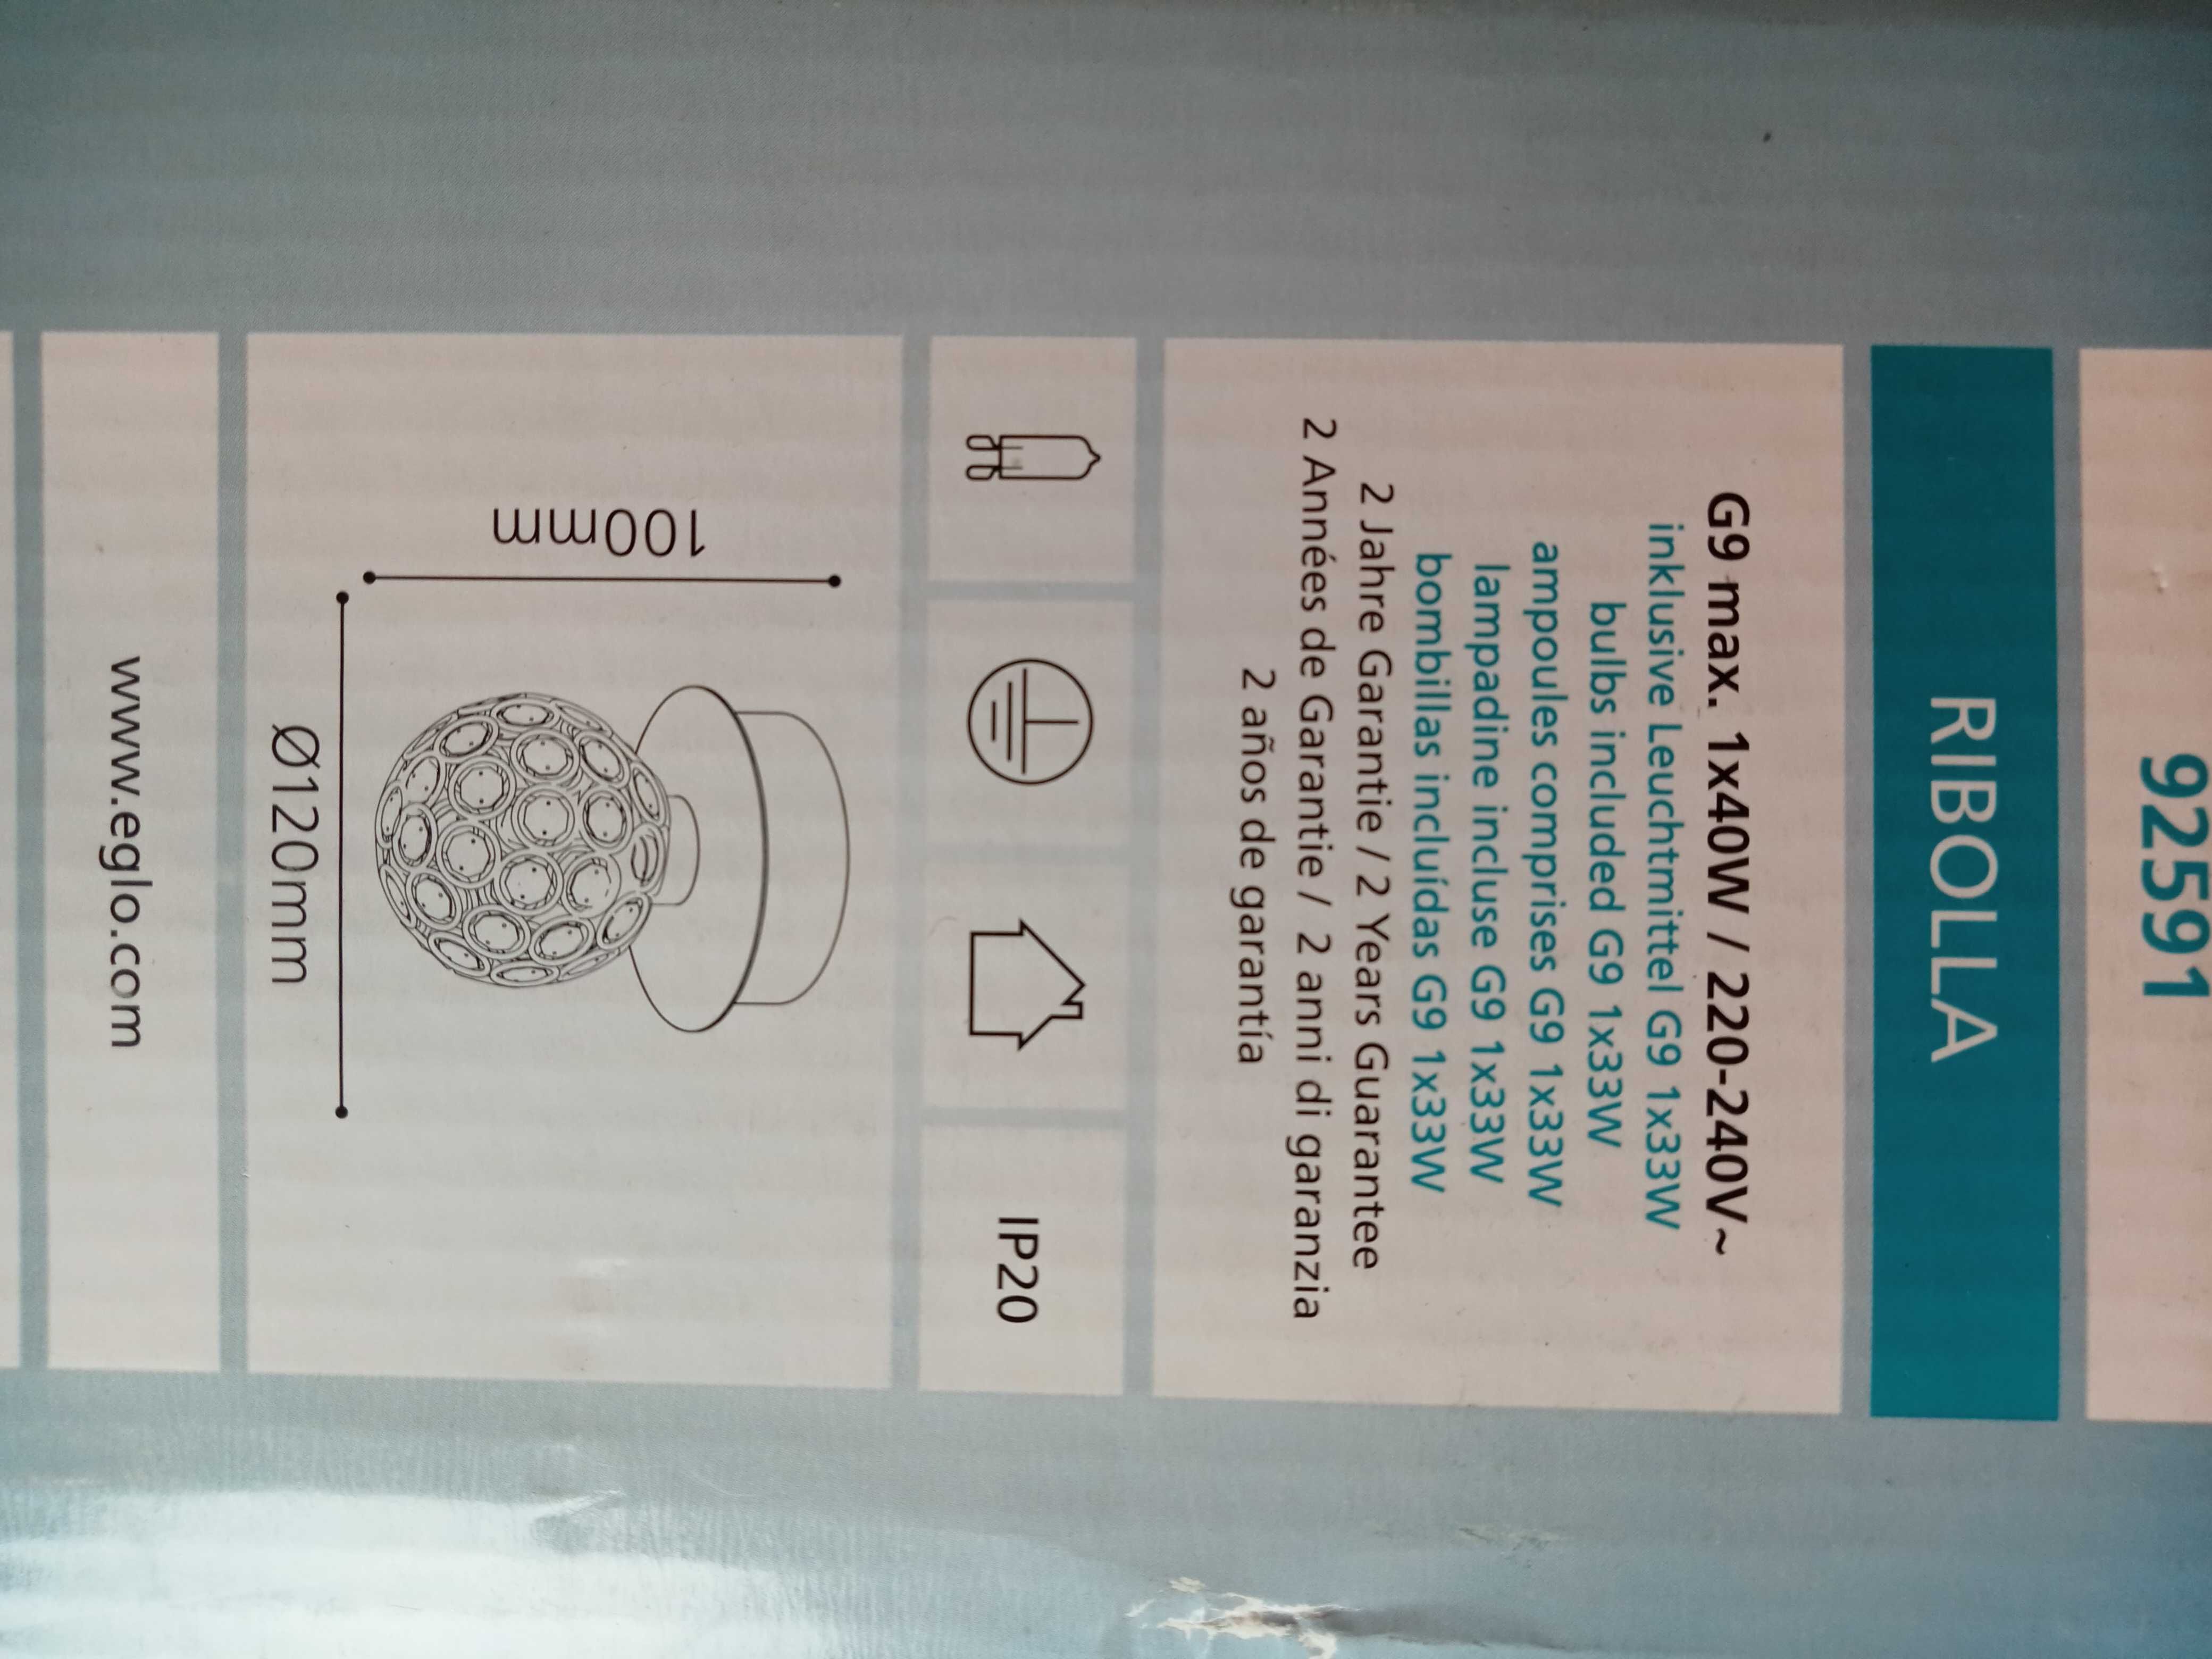 92591
RIBOLLA
G9 max. 1x40W / 220-240V~
inklusive Leuchtmittel G9 1x33W
bulbs included G9 1x33W
ampoules comprises G9 1x33W
lampadine incluse G9 1x33W
bombillas incluídas G9 1x33W
2 Jahre Garantie / 2 Years Guarantee
2 Années de Garantie / 2 anni di garanzia
2 años de garantía
IP20
100mm
Ø120mm
www.eglo.com